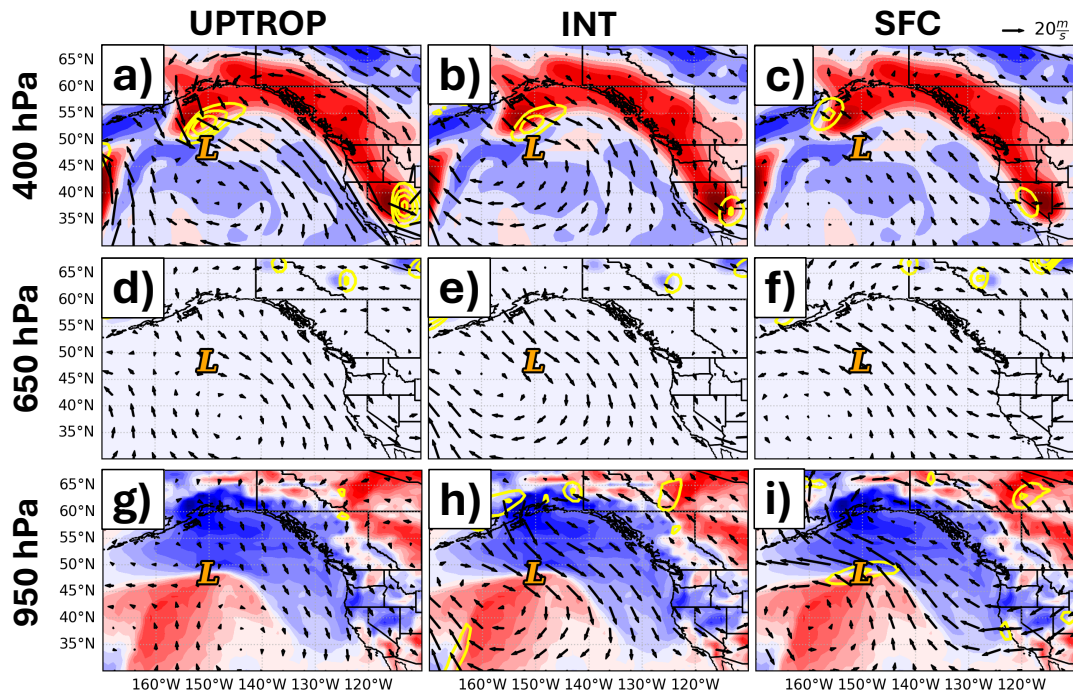 UPTROP INT SFC
20 m/s
400 hPa
65°N
60°N
55°N
50°N
45°N
40°N
35°N
a)
L
b)
L
c)
L
650 hPa
65°N
60°N
55°N
50°N
45°N
40°N
35°N
d)
L
e)
L
f)
L
950 hPa
65°N
60°N
55°N
50°N
45°N
40°N
35°N
g)
L
h)
L
i)
L
160°W 150°W 140°W 130°W 120°W
160°W 150°W 140°W 130°W 120°W
160°W 150°W 140°W 130°W 120°W